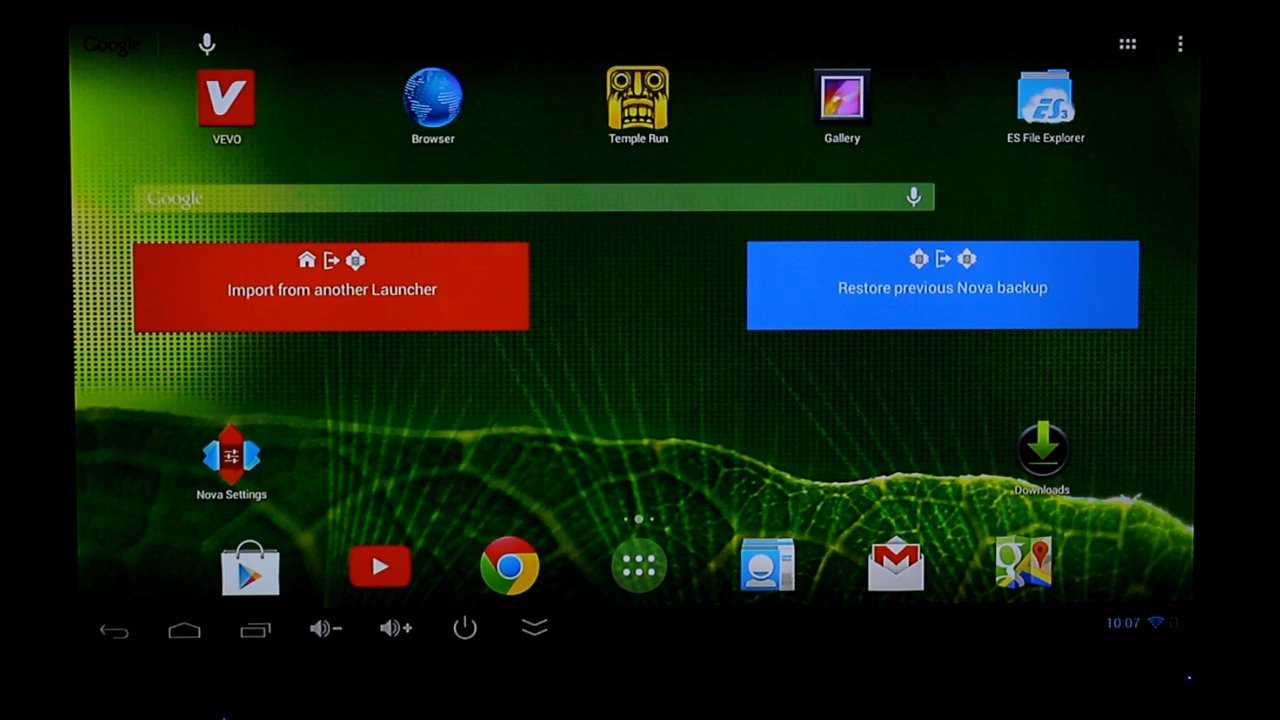 Google
VEVO
Browser
Temple Run
Gallery
ES File Explorer
Google
Import from another Launcher
Restore previous Nova backup
Nova Settings
Downloads
10:07